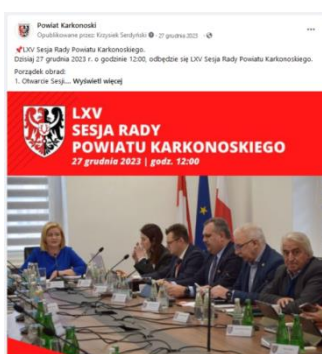 Powiat Karkonoski
Opublikowane przez: Krzysiek Serdyński · 27 grudnia 2023 ·
📌LXV Sesja Rady Powiatu Karkonoskiego.
Dzisiaj 27 grudnia 2023 r. o godzinie 12:00, odbędzie się LXV Sesja Rady Powiatu Karkonoskiego.
Porządek obrad:
1. Otwarcie Sesji... Wyświetl więcej
LXV
SESJA RADY
POWIATU KARKONOSKIEGO
27 grudnia 2023 | godz. 12:00